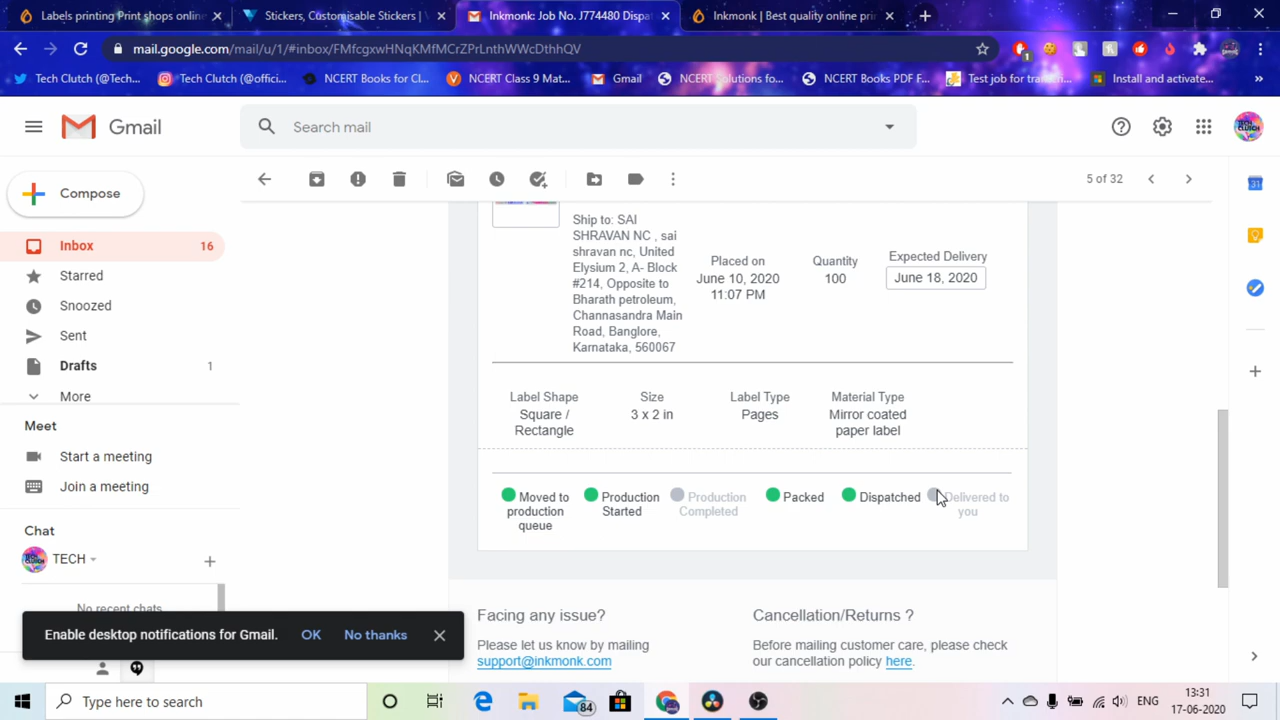 Labels printing Print shops online
Stickers, Customisable Stickers |
Inkmonk: Job No. J774480 Dispat
Inkmonk | Best quality online prin
mail.google.com/mail/u/1/#inbox/FMfcgxwHNqKMfMCrZPrLnthWWcDthhQV
Tech Clutch (@Tech...
Tech Clutch (@offici...
NCERT Books for Cl...
NCERT Class 9 Mat...
Gmail
NCERT Solutions fo...
NCERT Books PDF F...
Test job for transcri...
Install and activate...
Gmail
Search mail
Compose
5 of 32
Inbox 16
Starred
Snoozed
Sent
Drafts 1
More
Meet
Start a meeting
Join a meeting
Chat
TECH
No recent chats
Ship to: SAI
SHRAVAN NC , sai
shravan nc, United
Elysium 2, A- Block
#214, Opposite to
Bharath petroleum,
Channasandra Main
Road, Banglore,
Karnataka, 560067
Placed on
June 10, 2020
11:07 PM
Quantity
100
Expected Delivery
June 18, 2020
Label Shape
Square /
Rectangle
Size
3 x 2 in
Label Type
Pages
Material Type
Mirror coated
paper label
Moved to
production
queue
Production
Started
Production
Completed
Packed
Dispatched
Delivered to
you
Facing any issue?
Please let us know by mailing
support@inkmonk.com
Cancellation/Returns ?
Before mailing customer care, please check
our cancellation policy here.
Enable desktop notifications for Gmail. OK No thanks
Type here to search
84
ENG
13:31
17-06-2020